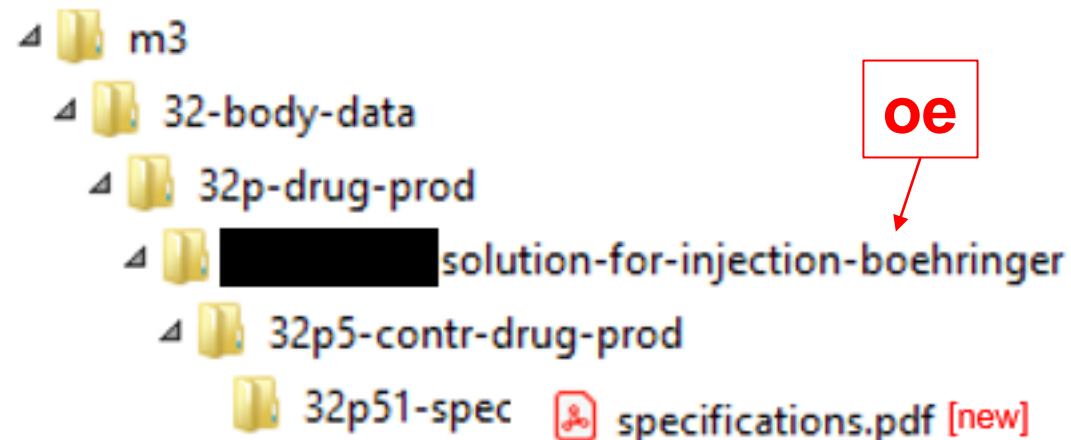 m3
32-body-data
oe
32p-drug-prod
solution-for-injection-boehringer
32p5-contr-drug-prod
32p51-spec specifications.pdf [new]